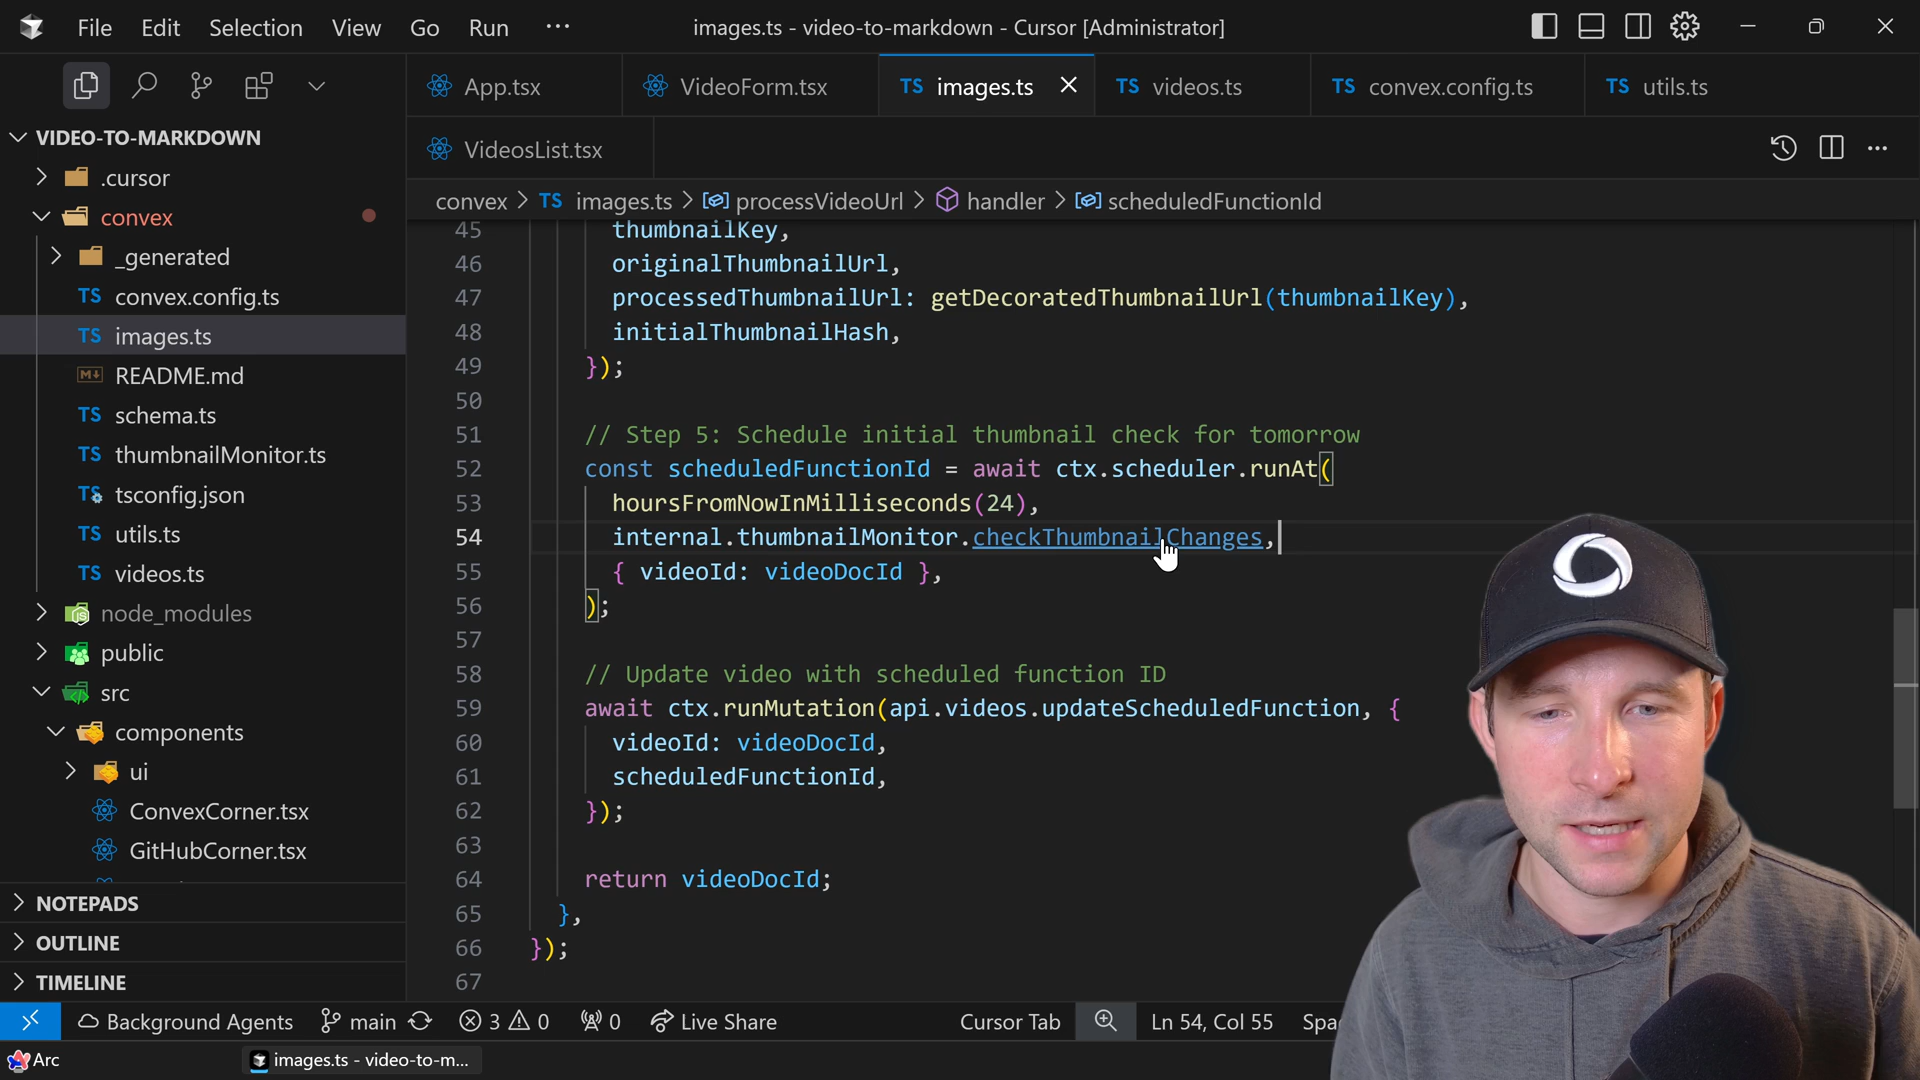 File Edit Selection View Go Run ··· images.ts - video-to-markdown - Cursor [Administrator]
App.tsx VideoForm.tsx TS images.ts TS videos.ts TS convex.config.ts TS utils.ts
VideosList.tsx
convex > TS images.ts > processVideoUrl > handler > scheduledFunctionId
VIDEO-TO-MARKDOWN
.cursor
convex
_generated
TS convex.config.ts
TS images.ts
README.md
TS schema.ts
TS thumbnailMonitor.ts
tsconfig.json
TS utils.ts
TS videos.ts
node_modules
public
src
components
ui
ConvexCorner.tsx
GitHubCorner.tsx
NOTEPADS
OUTLINE
TIMELINE
45 thumbnailKey,
46 originalThumbnailUrl,
47 processedThumbnailUrl: getDecoratedThumbnailUrl(thumbnailKey),
48 initialThumbnailHash,
49 });
50
51 // Step 5: Schedule initial thumbnail check for tomorrow
52 const scheduledFunctionId = await ctx.scheduler.runAt(
53 hoursFromNowInMilliseconds(24),
54 internal.thumbnailMonitor.checkThumbnailChanges,
55 { videoId: videoDocId },
56 );
57
58 // Update video with scheduled function ID
59 await ctx.runMutation(api.videos.updateScheduledFunction, {
60 videoId: videoDocId,
61 scheduledFunctionId,
62 });
63
64 return videoDocId;
65 },
66 });
67
Background Agents main 3 0 0 Live Share Cursor Tab Ln 54, Col 55
Arc images.ts - video-to-m...